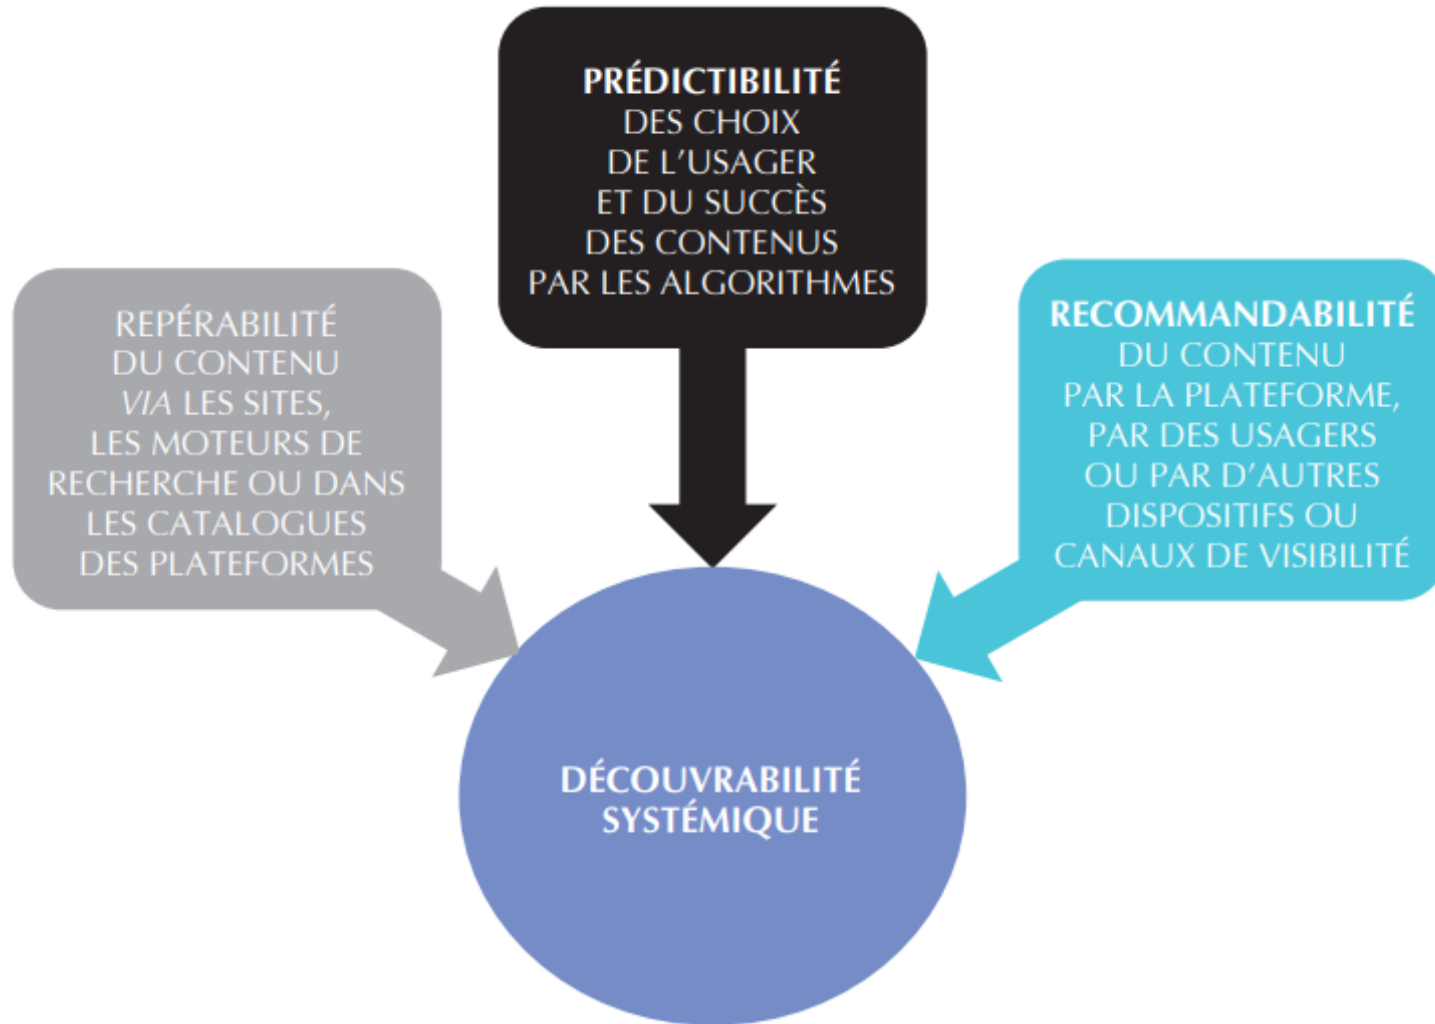 PRÉDICTIBILITÉ
DES CHOIX
DE L'USAGER
ET DU SUCCÈS
DES CONTENUS
PAR LES ALGORITHMES
REPÉRABILITÉ
DU CONTENU
VIA LES SITES,
LES MOTEURS DE
RECHERCHE OU DANS
LES CATALOGUES
DES PLATEFORMES
RECOMMANDABILITÉ
DU CONTENU
PAR LA PLATEFORME,
PAR DES USAGERS
OU PAR D'AUTRES
DISPOSITIFS OU
CANAUX DE VISIBILITÉ
DÉCOUVRABILITÉ
SYSTÉMIQUE